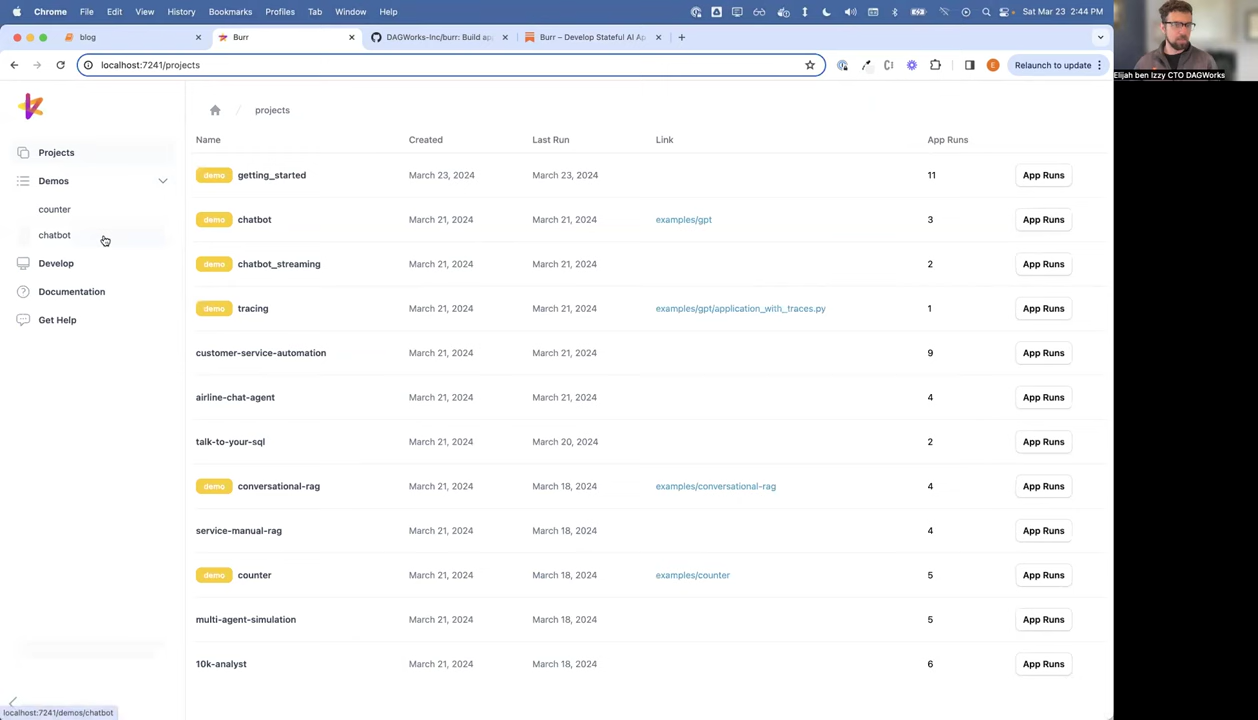 Chrome File Edit View History Bookmarks Profiles Tab Window Help Sat Mar 23 2:44 PM
blog Burr DAGWorks-Inc/burr: Build ap Burr – Develop Stateful AI Ap
localhost:7241/projects E Relaunch to update
Elijah ben Izzy CTO DAGWorks
projects
Projects
Demos
counter
chatbot
Develop
Documentation
Get Help
Name Created Last Run Link App Runs
demo getting_started March 23, 2024 March 23, 2024 11 App Runs
demo chatbot March 21, 2024 March 21, 2024 examples/gpt 3 App Runs
demo chatbot_streaming March 21, 2024 March 21, 2024 2 App Runs
demo tracing March 21, 2024 March 21, 2024 examples/gpt/application_with_traces.py 1 App Runs
customer-service-automation March 21, 2024 March 21, 2024 9 App Runs
airline-chat-agent March 21, 2024 March 21, 2024 4 App Runs
talk-to-your-sql March 21, 2024 March 20, 2024 2 App Runs
demo conversational-rag March 21, 2024 March 18, 2024 examples/conversational-rag 4 App Runs
service-manual-rag March 21, 2024 March 18, 2024 4 App Runs
demo counter March 21, 2024 March 18, 2024 examples/counter 5 App Runs
multi-agent-simulation March 21, 2024 March 18, 2024 5 App Runs
10k-analyst March 21, 2024 March 18, 2024 6 App Runs
localhost:7241/demos/chatbot